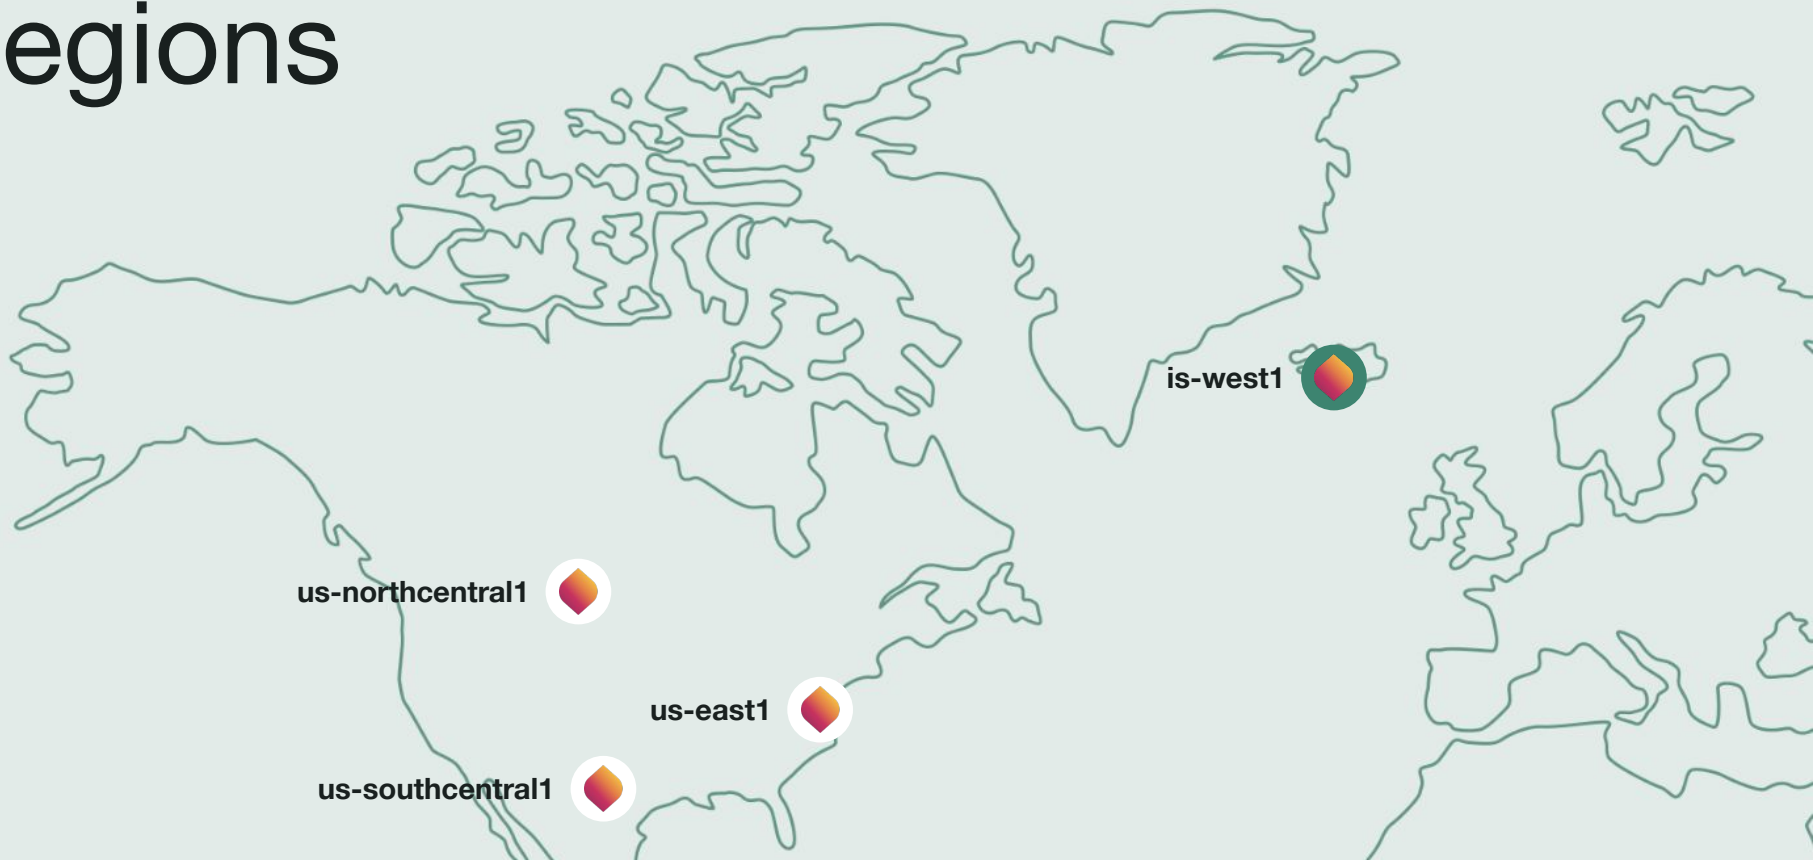 egions
is-west1
us-northcentral1
us-east1
us-southcentral1